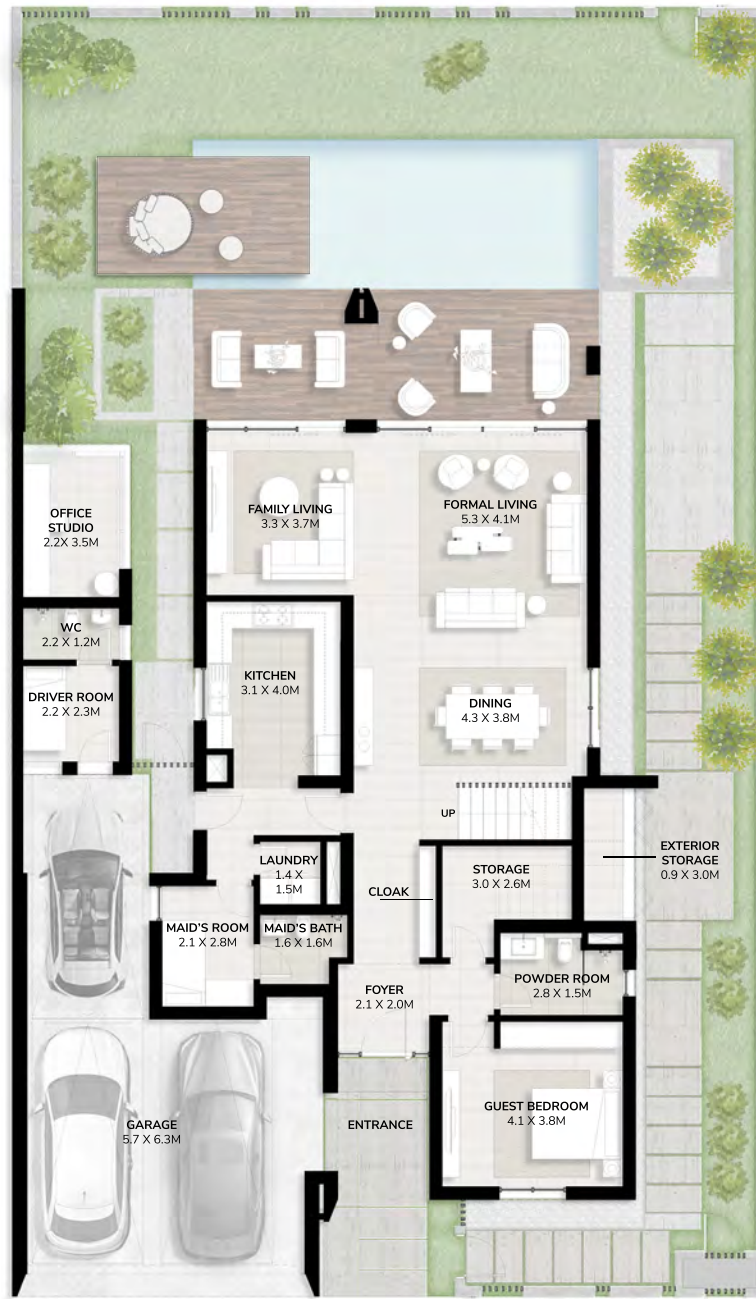 FAMILY LIVING
3.3 X 3.7M
FORMAL LIVING
5.3 X 4.1M
OFFICE
STUDIO
2.2X 3.5M
WC
2.2 X 1.2M
KITCHEN
3.1 X 4.0M
DRIVER ROOM
2.2 X 2.3M
DINING
4.3 X 3.8M
UP
LAUNDRY
1.4 X
1.5M
CLOAK
STORAGE
3.0 X 2.6M
EXTERIOR
STORAGE
0.9 X 3.0M
MAID'S ROOM
2.1 X 2.8M
MAID'S BATH
1.6 X 1.6M
FOYER
2.1 X 2.0M
POWDER ROOM
2.8 X 1.5M
GARAGE
5.7 X 6.3M
ENTRANCE
GUEST BEDROOM
4.1 X 3.8M